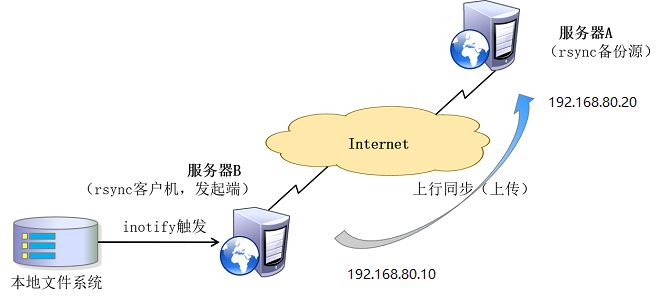 服务器A
（rsync备份源）
192.168.80.20
Internet
服务器B
（rsync客户机，发起端）
上行同步（上传）
inotify触发
192.168.80.10
本地文件系统